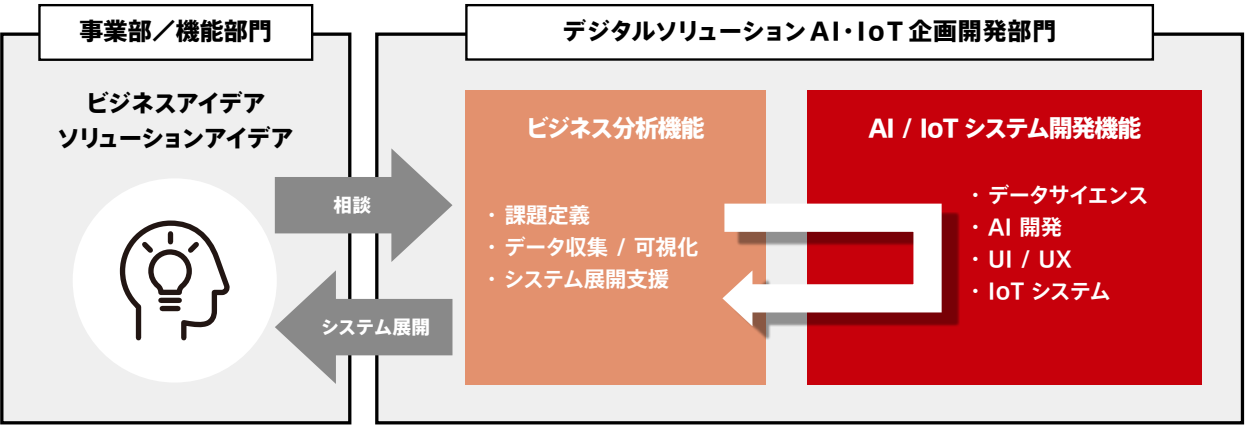 事業部／機能部門
ビジネスアイデア
ソリューションアイデア
相談
システム展開
デジタルソリューション AI・IoT 企画開発部門
ビジネス分析機能
・ 課題定義
・ データ収集 / 可視化
・ システム展開支援
AI / IoT システム開発機能
・ データサイエンス
・ AI 開発
・ UI / UX
・ IoT システム